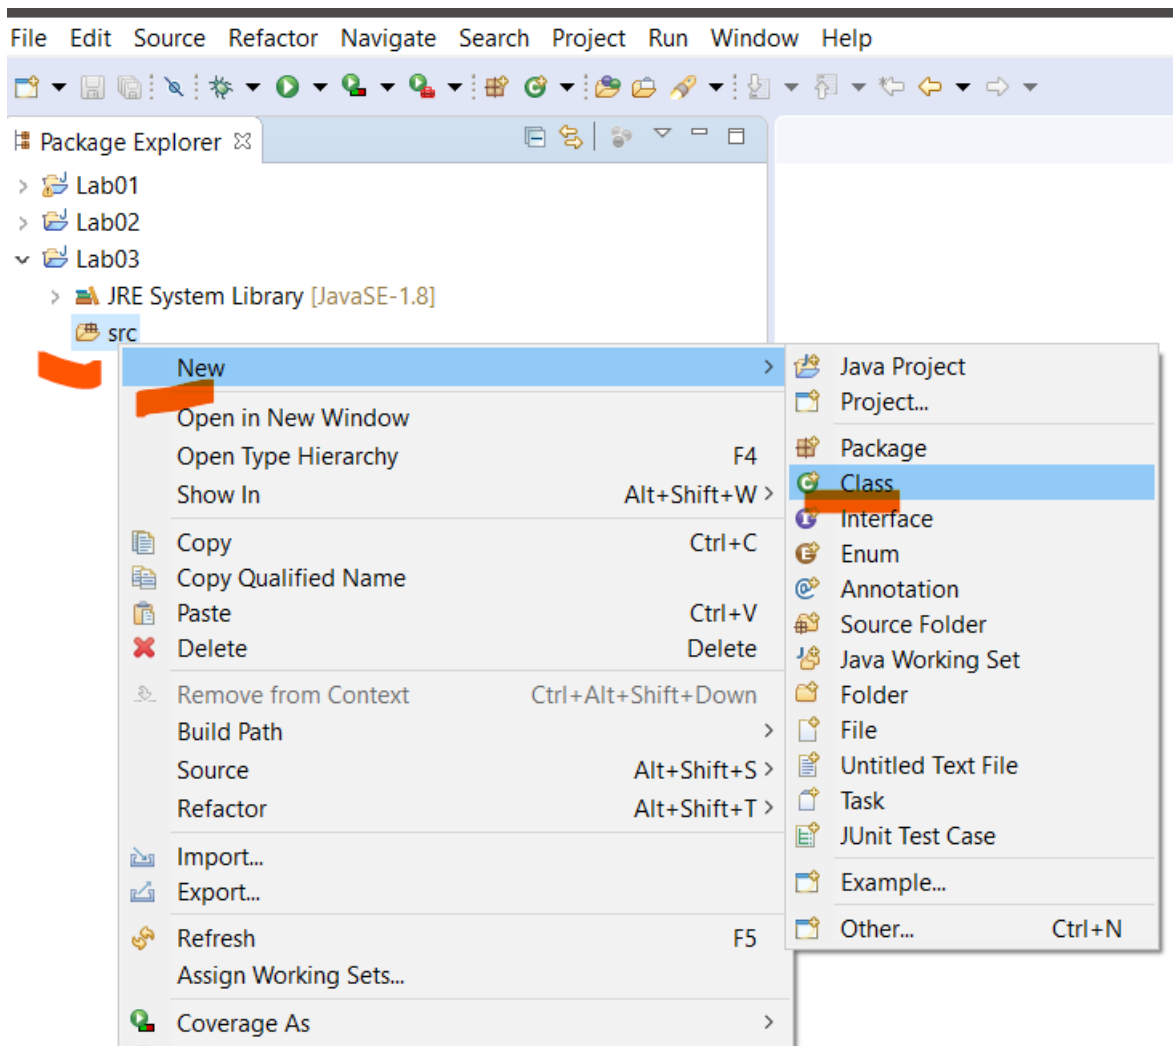 File Edit Source Refactor Navigate Search Project Run Window Help
Package Explorer
Lab01
Lab02
Lab03
JRE System Library [JavaSE-1.8]
src
New
Open in New Window
Open Type Hierarchy F4
Show In Alt+Shift+W
Copy Ctrl+C
Copy Qualified Name
Paste Ctrl+V
Delete Delete
Remove from Context Ctrl+Alt+Shift+Down
Build Path
Source Alt+Shift+S
Refactor Alt+Shift+T
Import...
Export...
Refresh F5
Assign Working Sets...
Coverage As
Java Project
Project...
Package
Class
Interface
Enum
Annotation
Source Folder
Java Working Set
Folder
File
Untitled Text File
Task
JUnit Test Case
Example...
Other... Ctrl+N